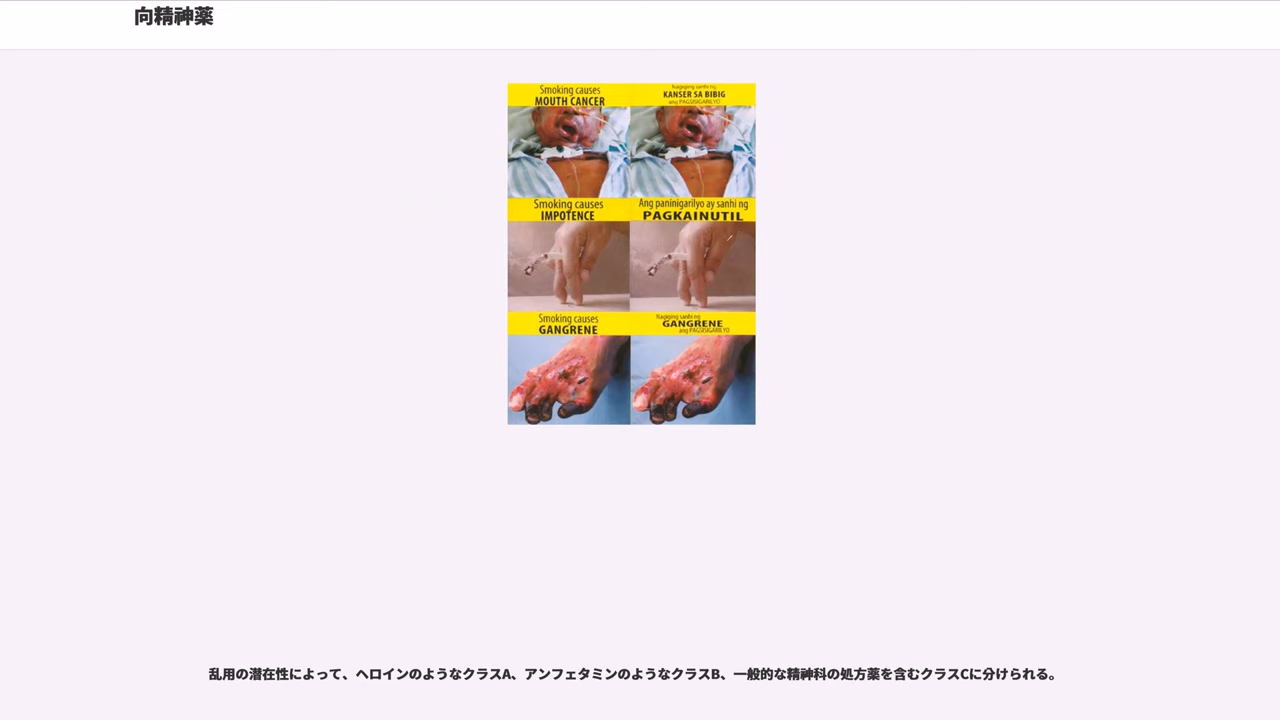 向精神薬
Smoking causes
MOUTH CANCER
Nagiging sanhi ng
KANSER SA BIBIG
ang PAGSISIGARILYO
Smoking causes
IMPOTENCE
Ang paninigarilyo ay sanhi ng
PAGKAINUTIL
Smoking causes
GANGRENE
Nagiging sanhi ng
GANGRENE
ang PAGSISIGARILYO
乱用の潜在性によって、ヘロインのようなクラスA、アンフェタミンのようなクラスB、一般的な精神科の処方薬を含むクラスCに分けられる。